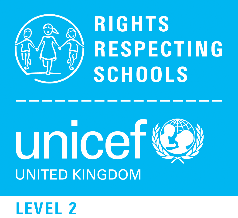 RIGHTS
RESPECTING
SCHOOLS
unicef
UNITED KINGDOM
LEVEL 2